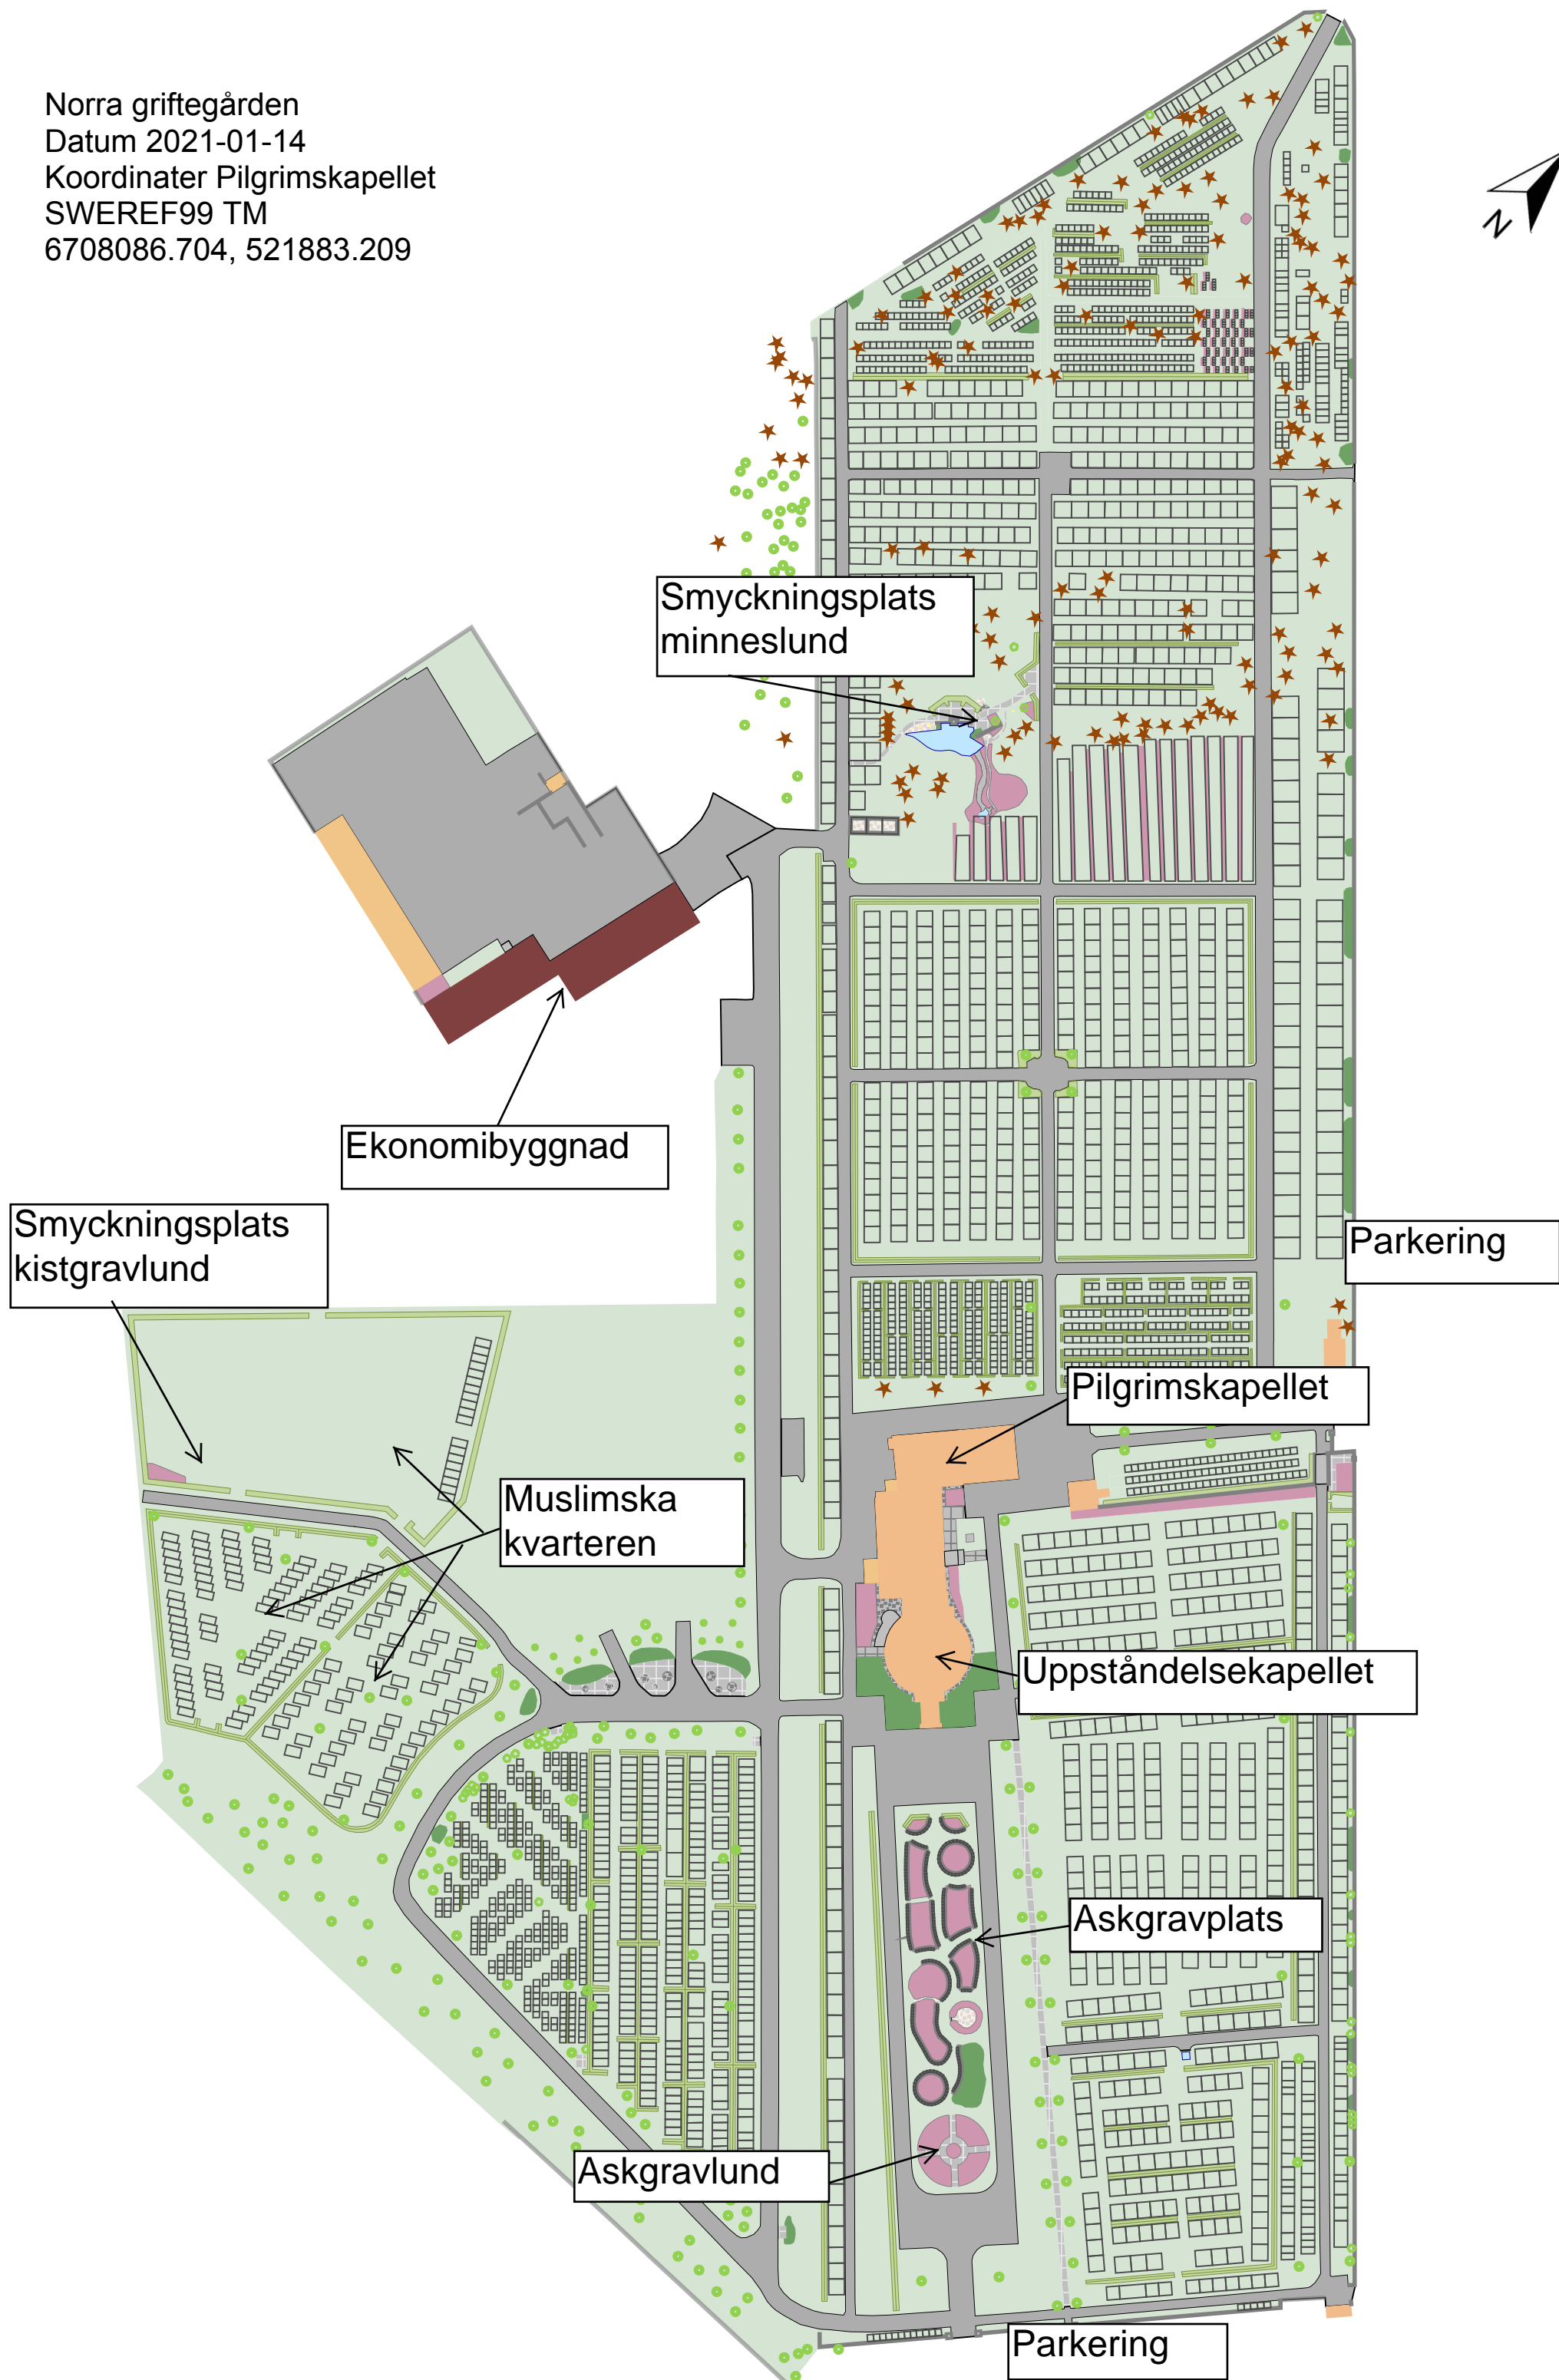 Norra griftegården
Datum 2021-01-14
Koordinater Pilgrimskapellet
SWEREF99 TM
6708086.704, 521883.209
N
Smyckningsplats
minneslund
Ekonomibyggnad
Smyckningsplats
kistgravlund
Parkering
Pilgrimskapellet
Muslimska
kvarteren
Uppståndelsekapellet
Askgravplats
Askgravlund
Parkering